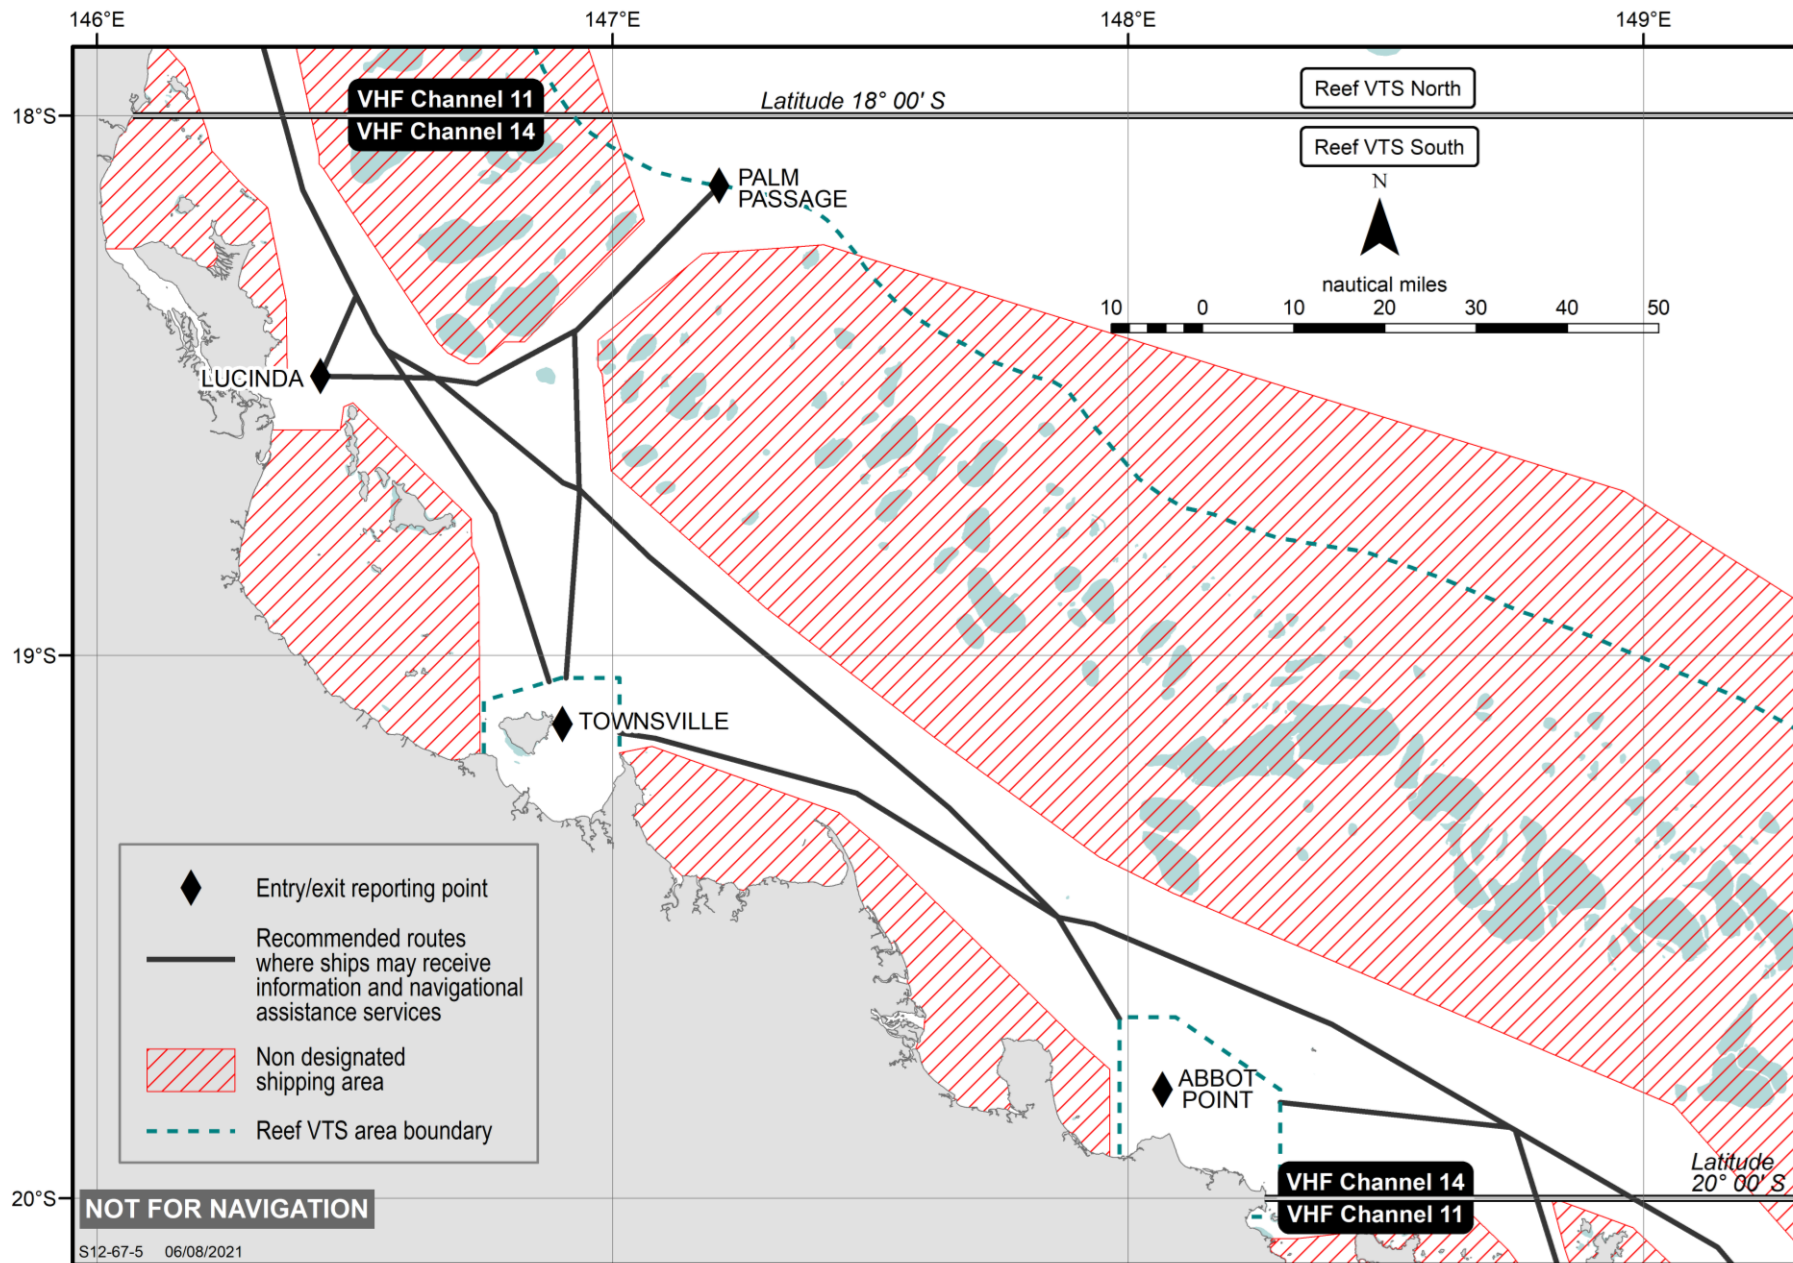 146°E
147°E
148°E
149°E
VHF Channel 11
VHF Channel 14
Latitude 18° 00' S
Reef VTS North
Reef VTS South
18°S
N
PALM
PASSAGE
nautical miles
10 0 10 20 30 40 50
LUCINDA
19°S
TOWNSVILLE
Entry/exit reporting point
Recommended routes
where ships may receive
information and navigational
assistance services
Non designated
shipping area
Reef VTS area boundary
ABBOT
POINT
Latitude
20° 00' S
VHF Channel 14
VHF Channel 11
20°S
NOT FOR NAVIGATION
S12-67-5 06/08/2021